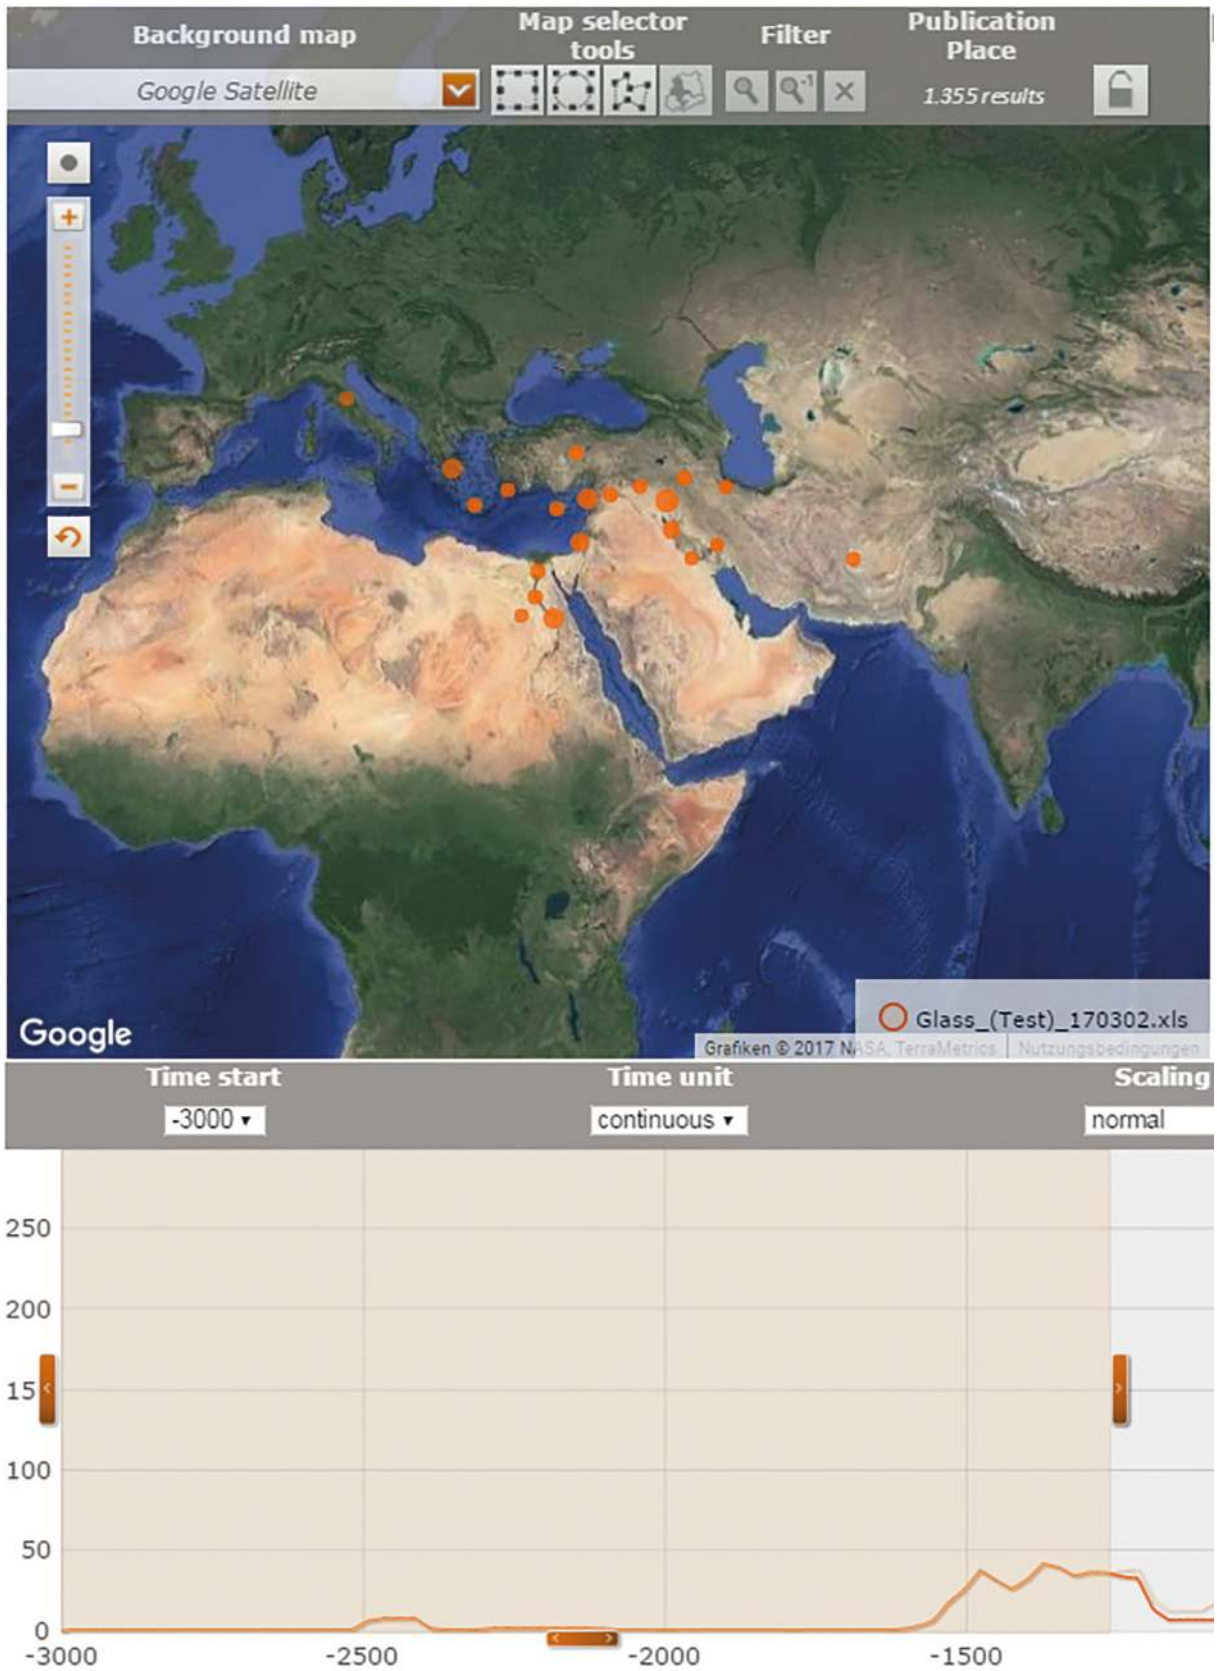 Background map
Map selector
tools
Filter
Publication
Place
Google Satellite
-1
1.355 results
+
−
Google
Glass_(Test)_170302.xls
Grafiken © 2017 NASA, TerraMetrics
Nutzungsbedingungen
Time start
Time unit
Scaling
-3000
continuous
normal
250
200
15
100
50
0
-3000
-2500
-2000
-1500